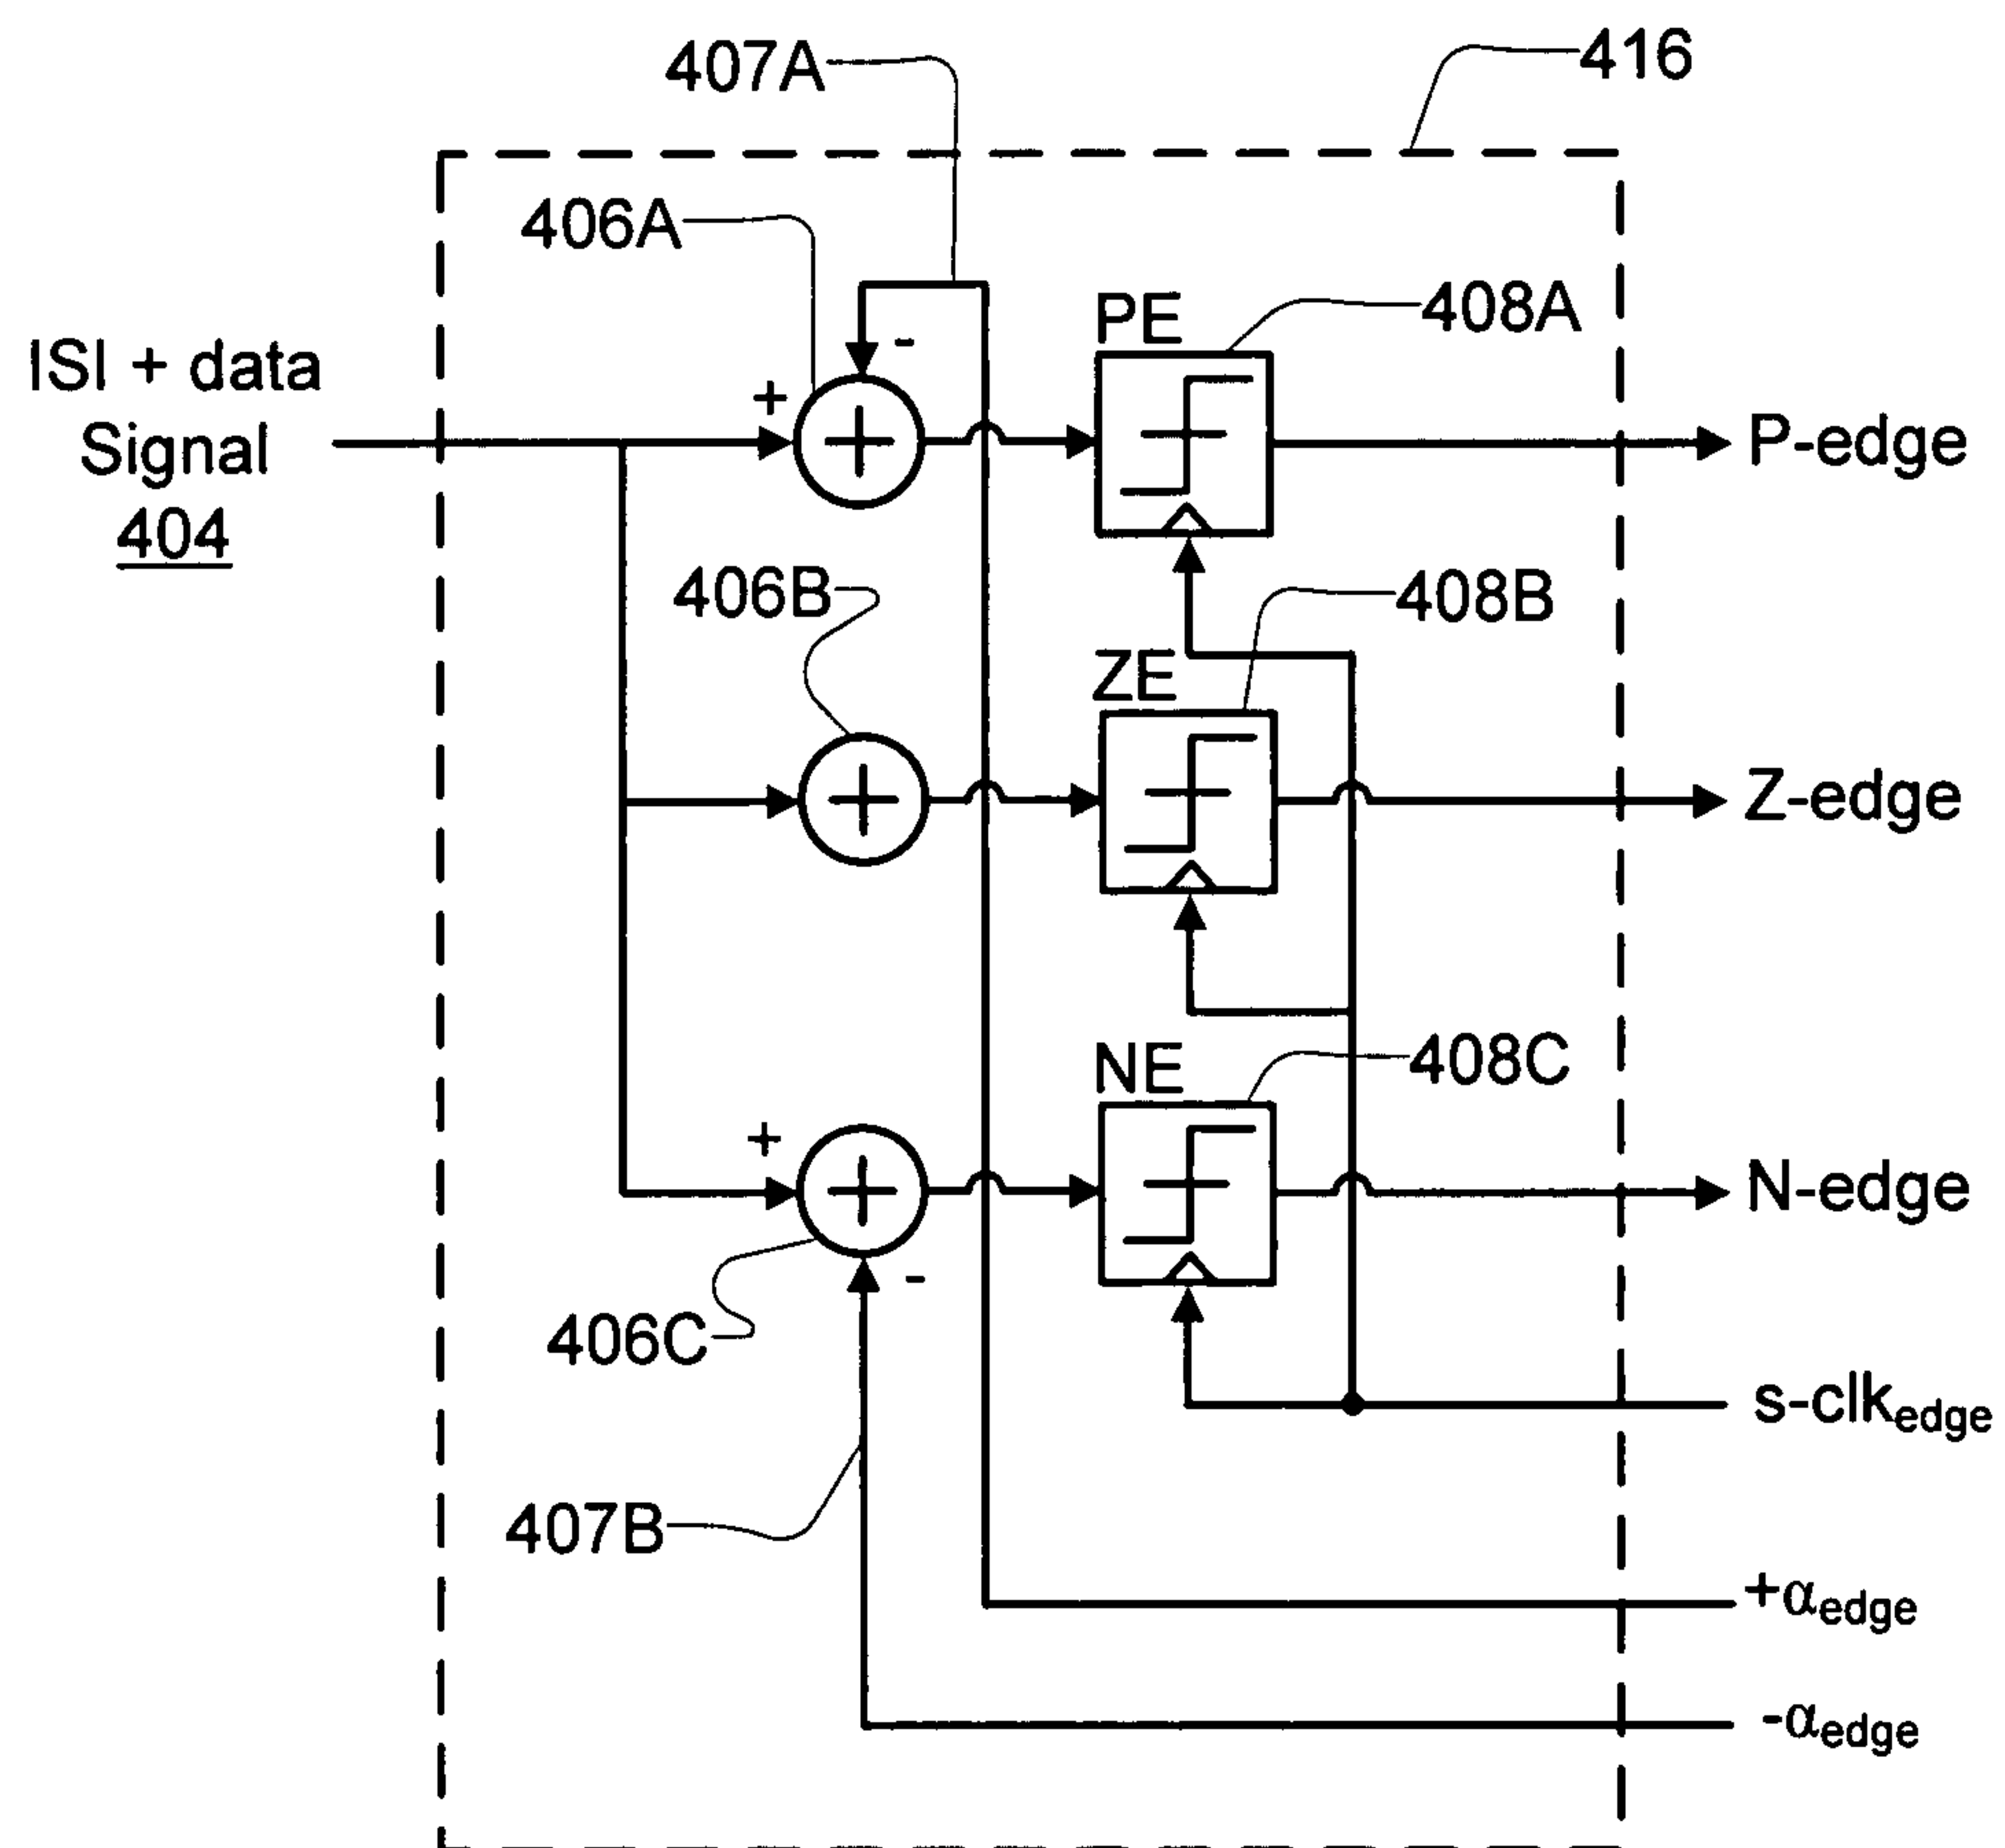 407A
416
406A
PE
408A
-
ISI + data
Signal
404
+
P-edge
406B
408B
ZE
Z-edge
NE
408C
+
N-edge
-
406C
s-clkedge
407B
+αedge
-αedge